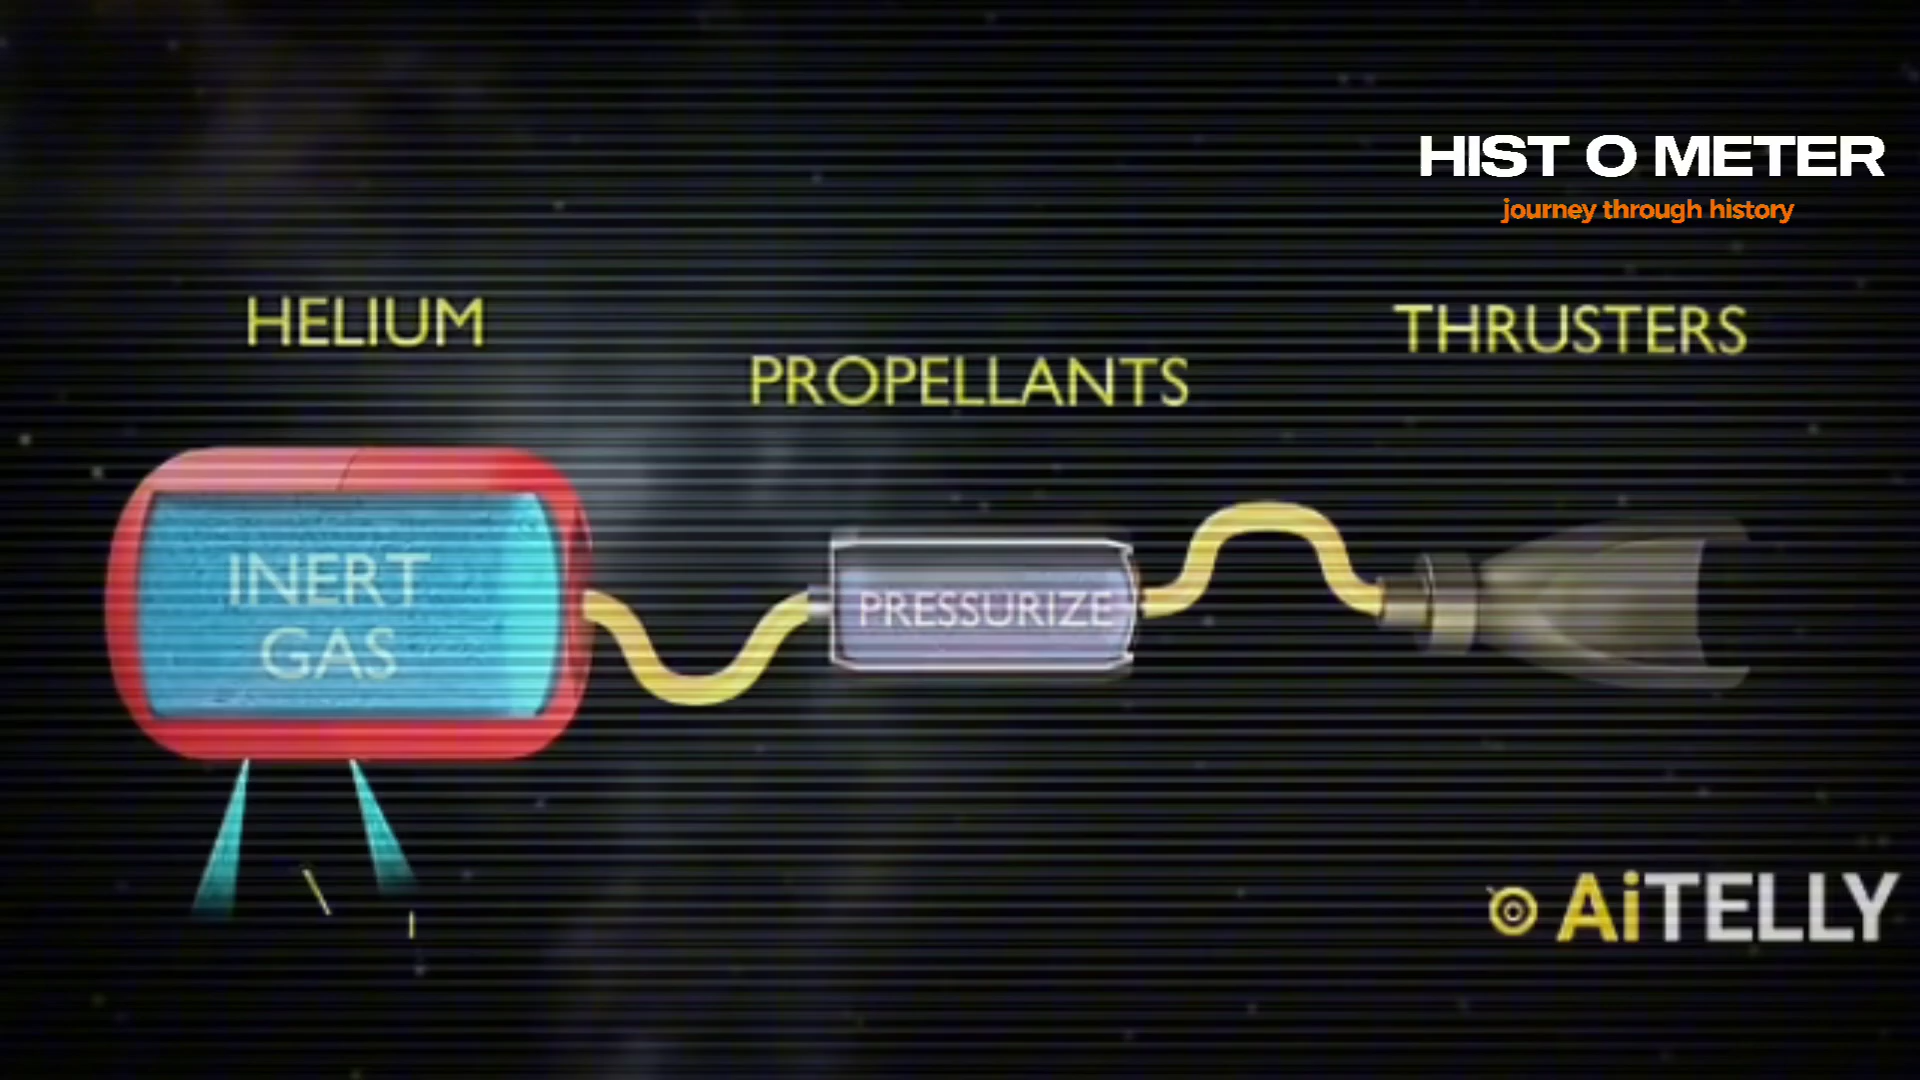 HIST O METER
journey through history
HELIUM
PROPELLANTS
THRUSTERS
INERT
GAS
PRESSURIZE
AiTELLY